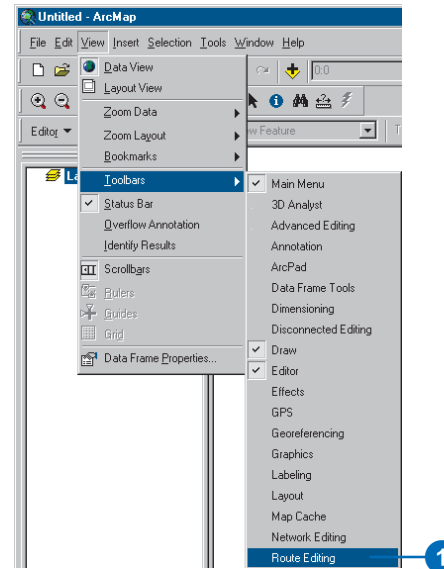 Untitled - ArcMap
File Edit View Insert Selection Tools Window Help
Data View
0.0
Layout View
Zoom Data
Editor
Zoom Layout
Feature
Bookmarks
Toolbars
Main Menu
Status Bar
3D Analyst
Overflow Annotation
Advanced Editing
Identify Results
Annotation
Scrollbars
ArcPad
Rulers
Data Frame Tools
Guides
Dimensioning
Grid
Disconnected Editing
Data Frame Properties...
Draw
Editor
Effects
GPS
Georeferencing
Graphics
Labeling
Layout
Map Cache
Network Editing
Route Editing
1